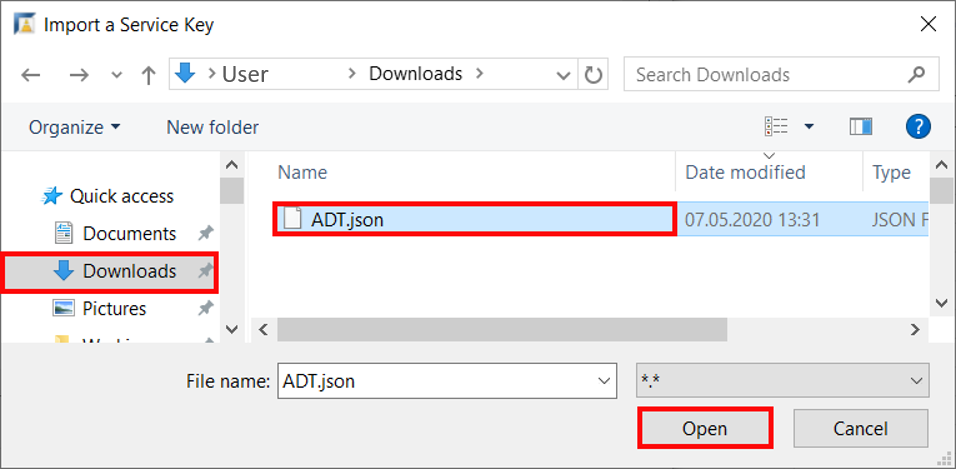 Import a Service Key
User Downloads Search Downloads
Organize New folder ?
Name Date modified Type
Quick access
ADT.json 07.05.2020 13:31 JSON F
Documents
Downloads
Pictures
File name: ADT.json *.*
Open Cancel